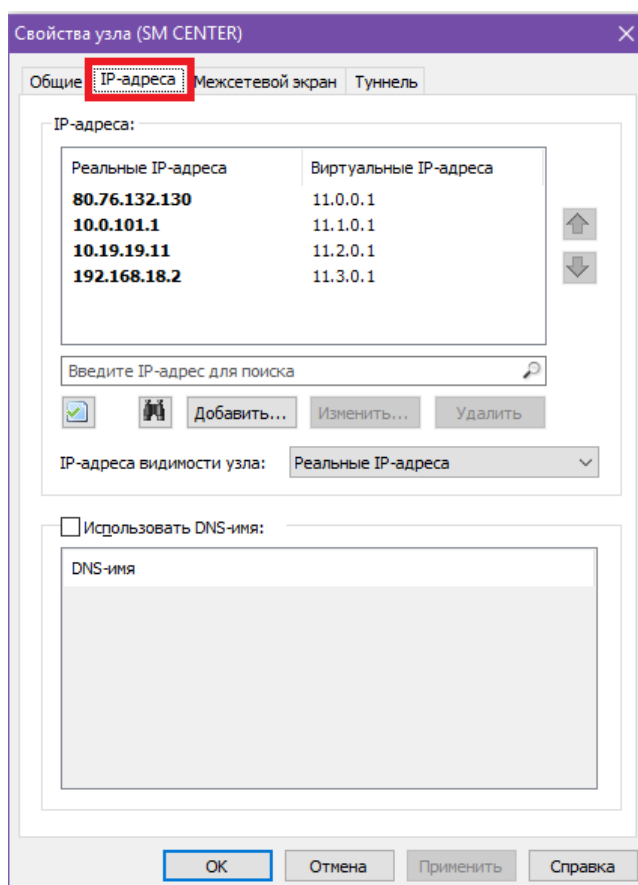 Свойства узла (SM CENTER)
Общие IP-адреса Межсетевой экран Туннель
IP-адреса:
Реальные IP-адреса Виртуальные IP-адреса
80.76.132.130 11.0.0.1
10.0.101.1 11.1.0.1
10.19.19.11 11.2.0.1
192.168.18.2 11.3.0.1
Введите IP-адрес для поиска
Добавить... Изменить... Удалить
IP-адреса видимости узла: Реальные IP-адреса
Использовать DNS-имя:
DNS-имя
OK Отмена Применить Справка